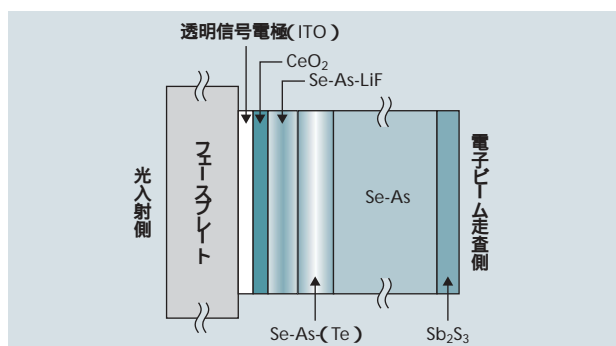 透明信号電極(ITO)
CeO₂
Se-As-LiF
光入射側
フェースプレート
Se-As
電子ビーム走査側
Se-As-(Te)
Sb₂S₃